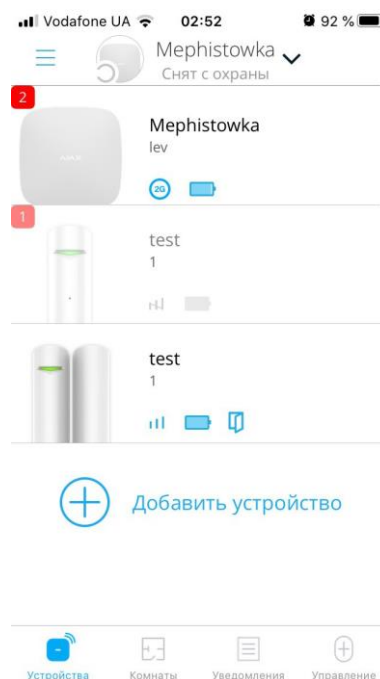 Vodafone UA 02:52 92 %
Mephistowka
Снят с охраны
2
Mephistowka
lev
AJAX
2G
1
test
1
test
1
Добавить устройство
Устройства Комнаты Уведомления Управление